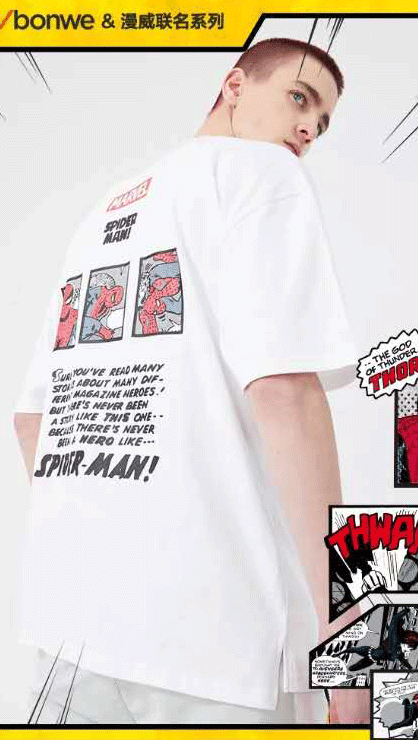 bonwe & 漫威联名系列
MARVEL
SPIDER
MAN!
YOU'VE READ MANY
ABOUT MANY DIF-
MAGAZINE HEROES!
BUT THERE'S NEVER BEEN
A STORY LIKE THIS ONE--
BECAUSE THERE'S NEVER
BEEN A HERO LIKE---
SPIDER-MAN!
... THE GOD
OF THUNDER
THOR
THWA